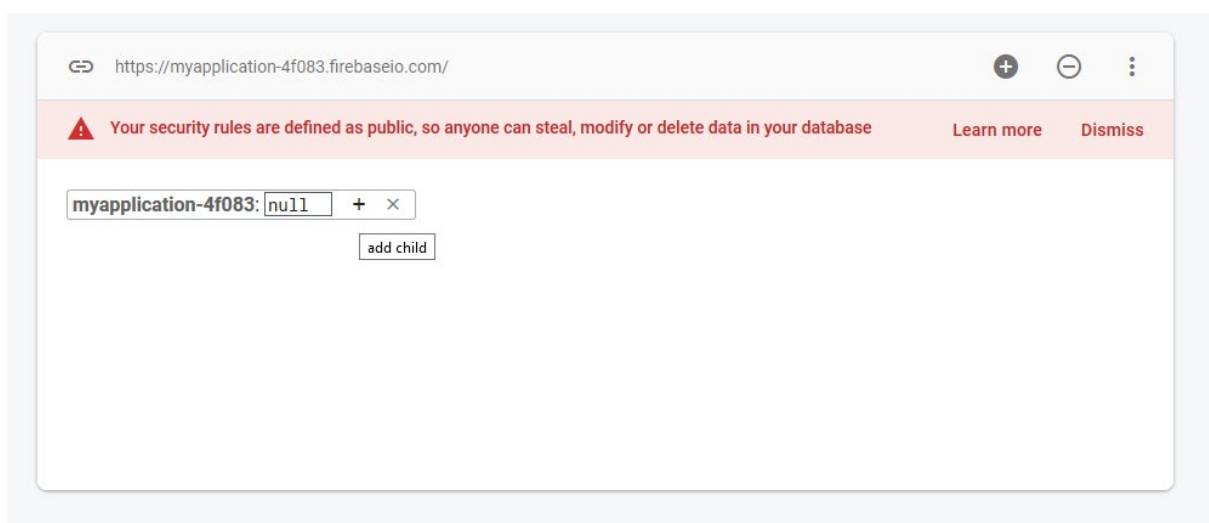 https://myapplication-4f083.firebaseio.com/
Your security rules are defined as public, so anyone can steal, modify or delete data in your database Learn more Dismiss
myapplication-4f083: null + ×
add child